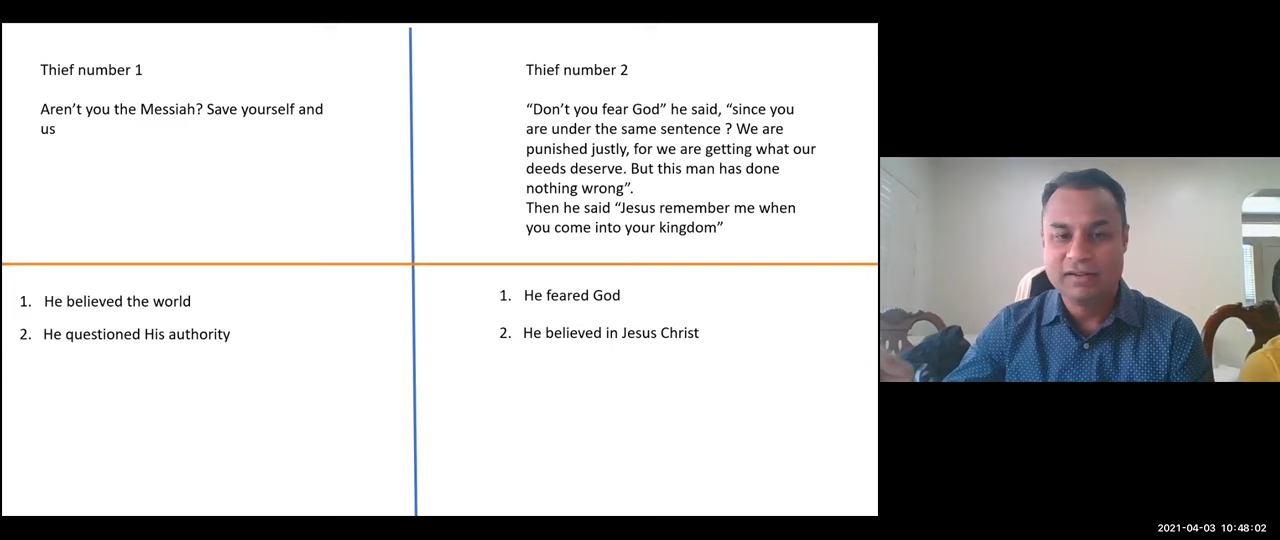 Thief number 1
Aren’t you the Messiah? Save yourself and
us
Thief number 2
“Don’t you fear God” he said, “since you
are under the same sentence ? We are
punished justly, for we are getting what our
deeds deserve. But this man has done
nothing wrong”.
Then he said “Jesus remember me when
you come into your kingdom”
1. He believed the world
2. He questioned His authority
1. He feared God
2. He believed in Jesus Christ
2021-04-03 10:48:02